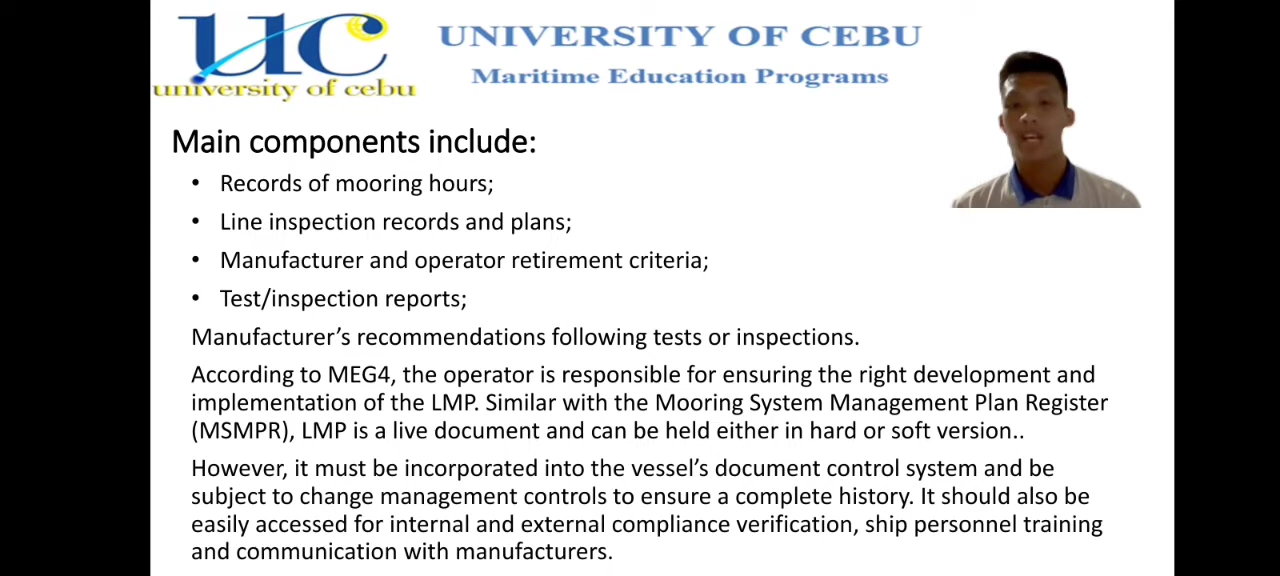 UC
university of cebu
UNIVERSITY OF CEBU
Maritime Education Programs
Main components include:
• Records of mooring hours;
• Line inspection records and plans;
• Manufacturer and operator retirement criteria;
• Test/inspection reports;
Manufacturer’s recommendations following tests or inspections.
According to MEG4, the operator is responsible for ensuring the right development and
implementation of the LMP. Similar with the Mooring System Management Plan Register
(MSMPR), LMP is a live document and can be held either in hard or soft version..
However, it must be incorporated into the vessel’s document control system and be
subject to change management controls to ensure a complete history. It should also be
easily accessed for internal and external compliance verification, ship personnel training
and communication with manufacturers.